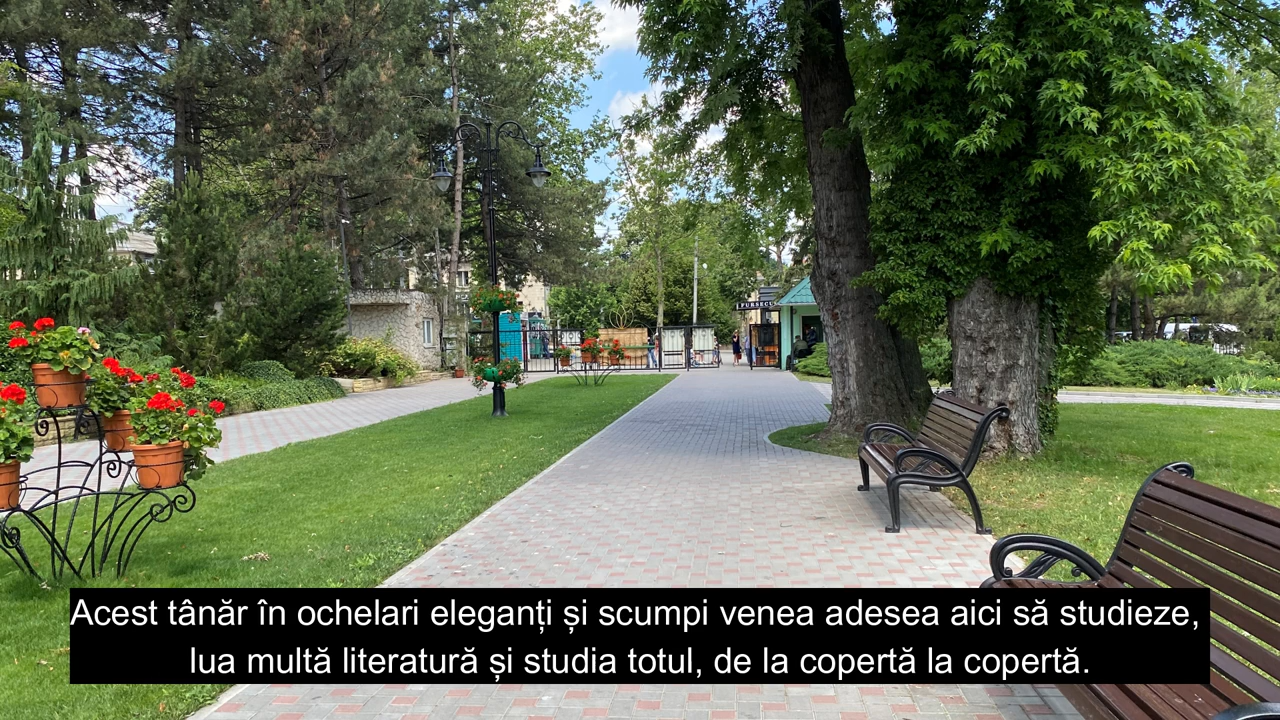 PURSECU
Acest tânăr în ochelari eleganți și scumpi venea adesea aici să studieze,
lua multă literatură și studia totul, de la copertă la copertă.